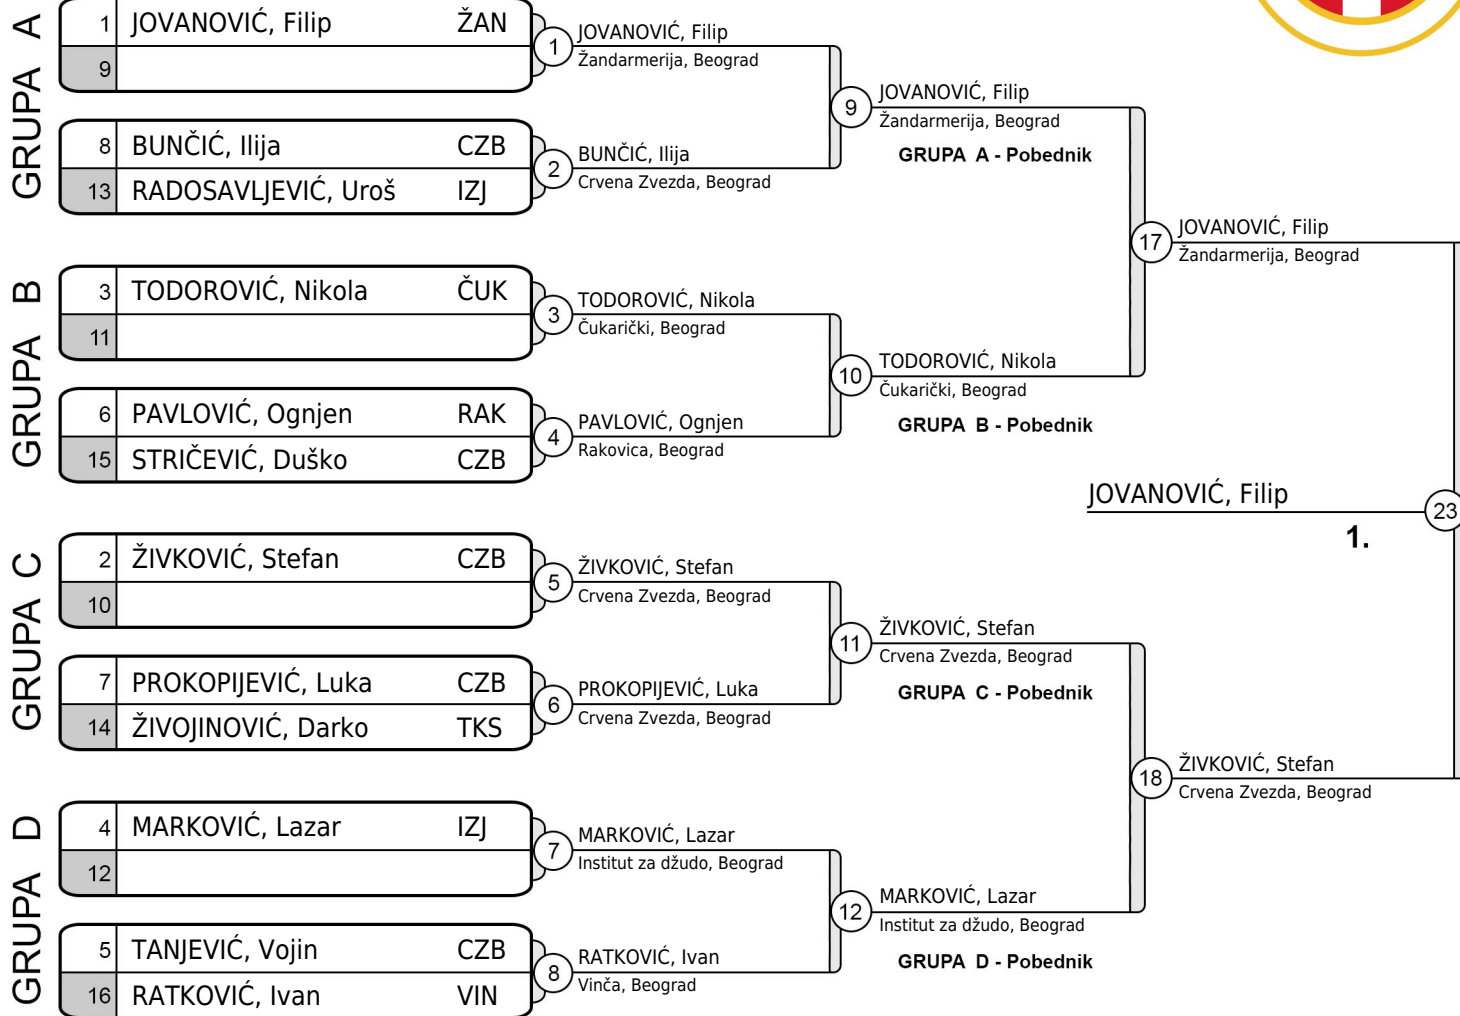 GRUPA A
1 JOVANOVIĆ, Filip ŽAN
9
8 BUNČIĆ, Ilija CZB
13 RADOSAVLJEVIĆ, Uroš IZJ
GRUPA B
3 TODOROVIĆ, Nikola ČUK
11
6 PAVLOVIĆ, Ognjen RAK
15 STRIČEVIĆ, Duško CZB
GRUPA C
2 ŽIVKOVIĆ, Stefan CZB
10
7 PROKOPIJEVIĆ, Luka CZB
14 ŽIVOJINOVIĆ, Darko TKS
GRUPA D
4 MARKOVIĆ, Lazar IZJ
12
5 TANJEVIĆ, Vojin CZB
16 RATKOVIĆ, Ivan VIN
1
JOVANOVIĆ, Filip
Žandarmerija, Beograd
2
BUNČIĆ, Ilija
Crvena Zvezda, Beograd
3
TODOROVIĆ, Nikola
Čukarički, Beograd
4
PAVLOVIĆ, Ognjen
Rakovica, Beograd
5
ŽIVKOVIĆ, Stefan
Crvena Zvezda, Beograd
6
PROKOPIJEVIĆ, Luka
Crvena Zvezda, Beograd
7
MARKOVIĆ, Lazar
Institut za džudo, Beograd
8
RATKOVIĆ, Ivan
Vinča, Beograd
9
JOVANOVIĆ, Filip
Žandarmerija, Beograd
GRUPA A - Pobednik
10
TODOROVIĆ, Nikola
Čukarički, Beograd
GRUPA B - Pobednik
11
ŽIVKOVIĆ, Stefan
Crvena Zvezda, Beograd
GRUPA C - Pobednik
12
MARKOVIĆ, Lazar
Institut za džudo, Beograd
GRUPA D - Pobednik
17
JOVANOVIĆ, Filip
Žandarmerija, Beograd
18
ŽIVKOVIĆ, Stefan
Crvena Zvezda, Beograd
JOVANOVIĆ, Filip
23
1.